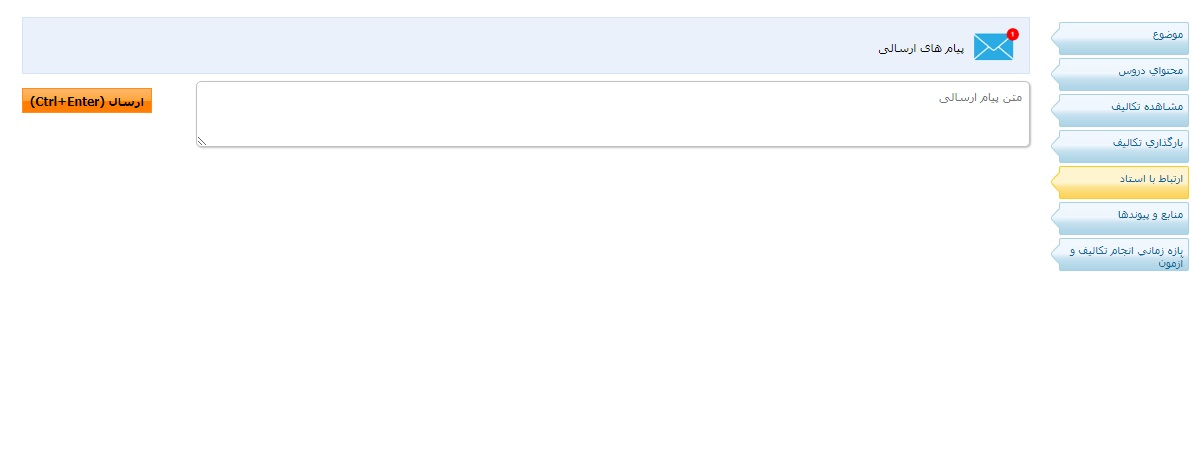 موضوع
محتواي دروس
مشاهده تكاليف
بارگذاري تكاليف
ارتباط با استاد
منابع و پيوندها
بازه زماني انجام تكاليف و
آزمون
1
پیام های ارسالی
متن پیام ارسالی
ارسال (Ctrl+Enter)